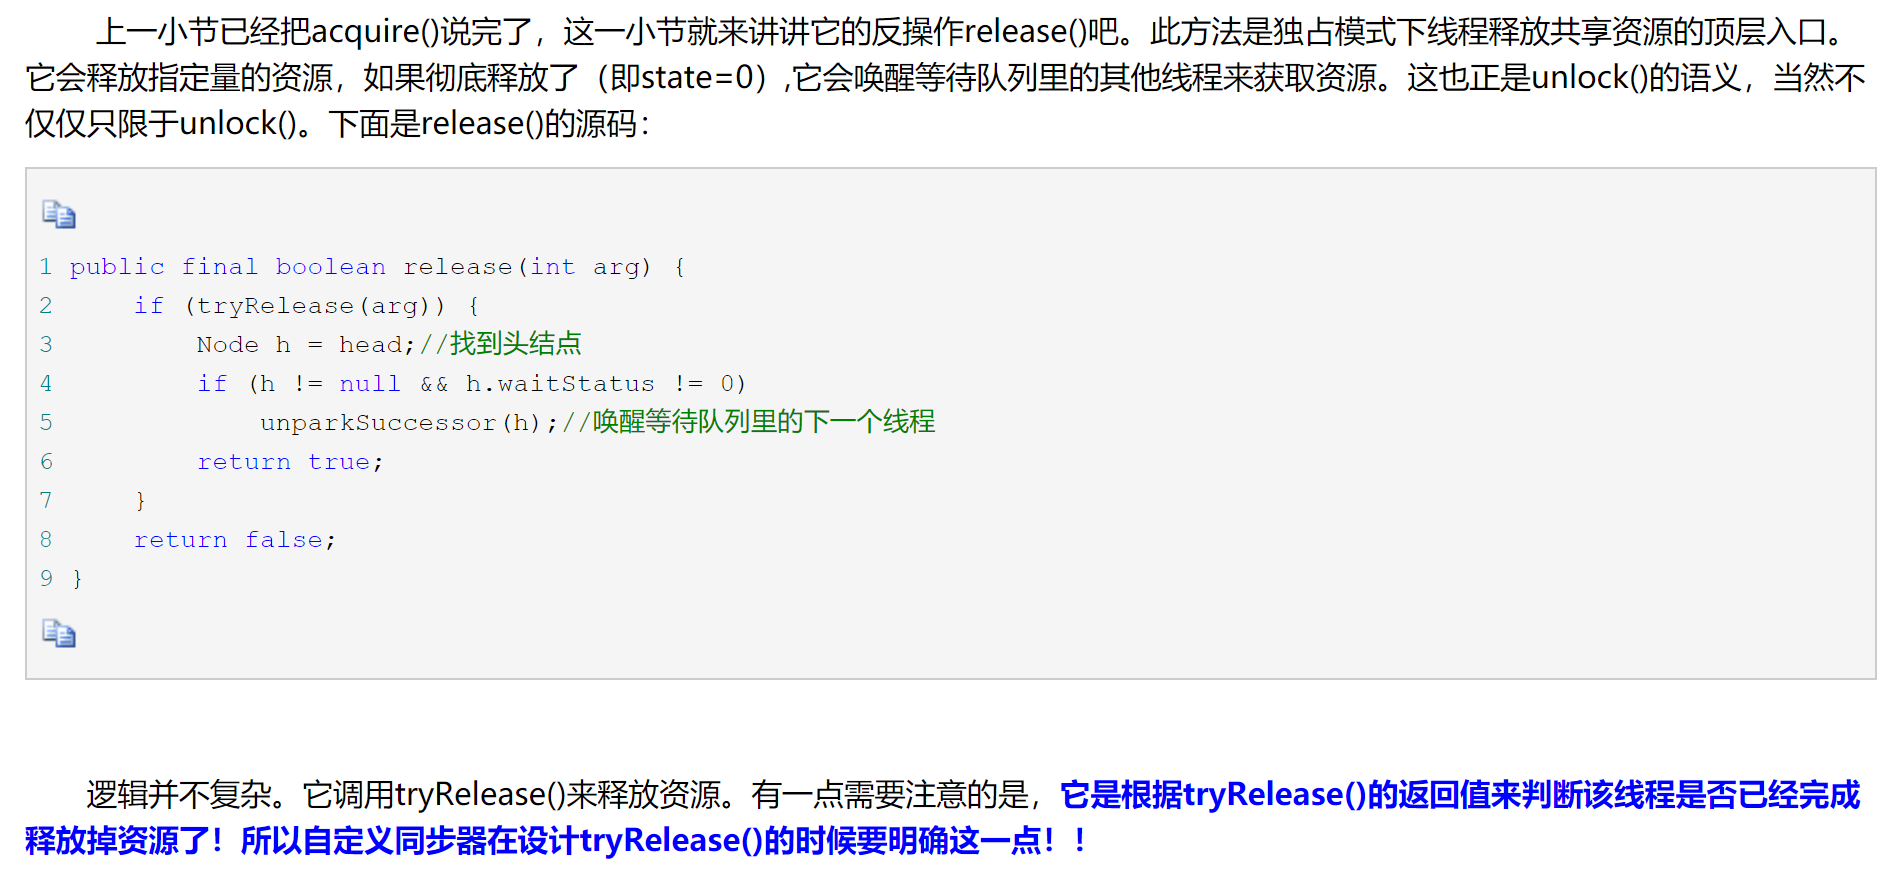 上一小节已经把acquire()说完了，这一小节就来讲讲它的反操作release()吧。此方法是独占模式下线程释放共享资源的顶层入口。
它会释放指定量的资源，如果彻底释放了（即state=0）,它会唤醒等待队列里的其他线程来获取资源。这也正是unlock()的语义，当然不
仅仅只限于unlock()。下面是release()的源码：
1 public final boolean release(int arg) {
2     if (tryRelease(arg)) {
3         Node h = head;//找到头结点
4         if (h != null && h.waitStatus != 0)
5             unparkSuccessor(h);//唤醒等待队列里的下一个线程
6         return true;
7     }
8     return false;
9 }
逻辑并不复杂。它调用tryRelease()来释放资源。有一点需要注意的是，它是根据tryRelease()的返回值来判断该线程是否已经完成
释放掉资源了！所以自定义同步器在设计tryRelease()的时候要明确这一点！！